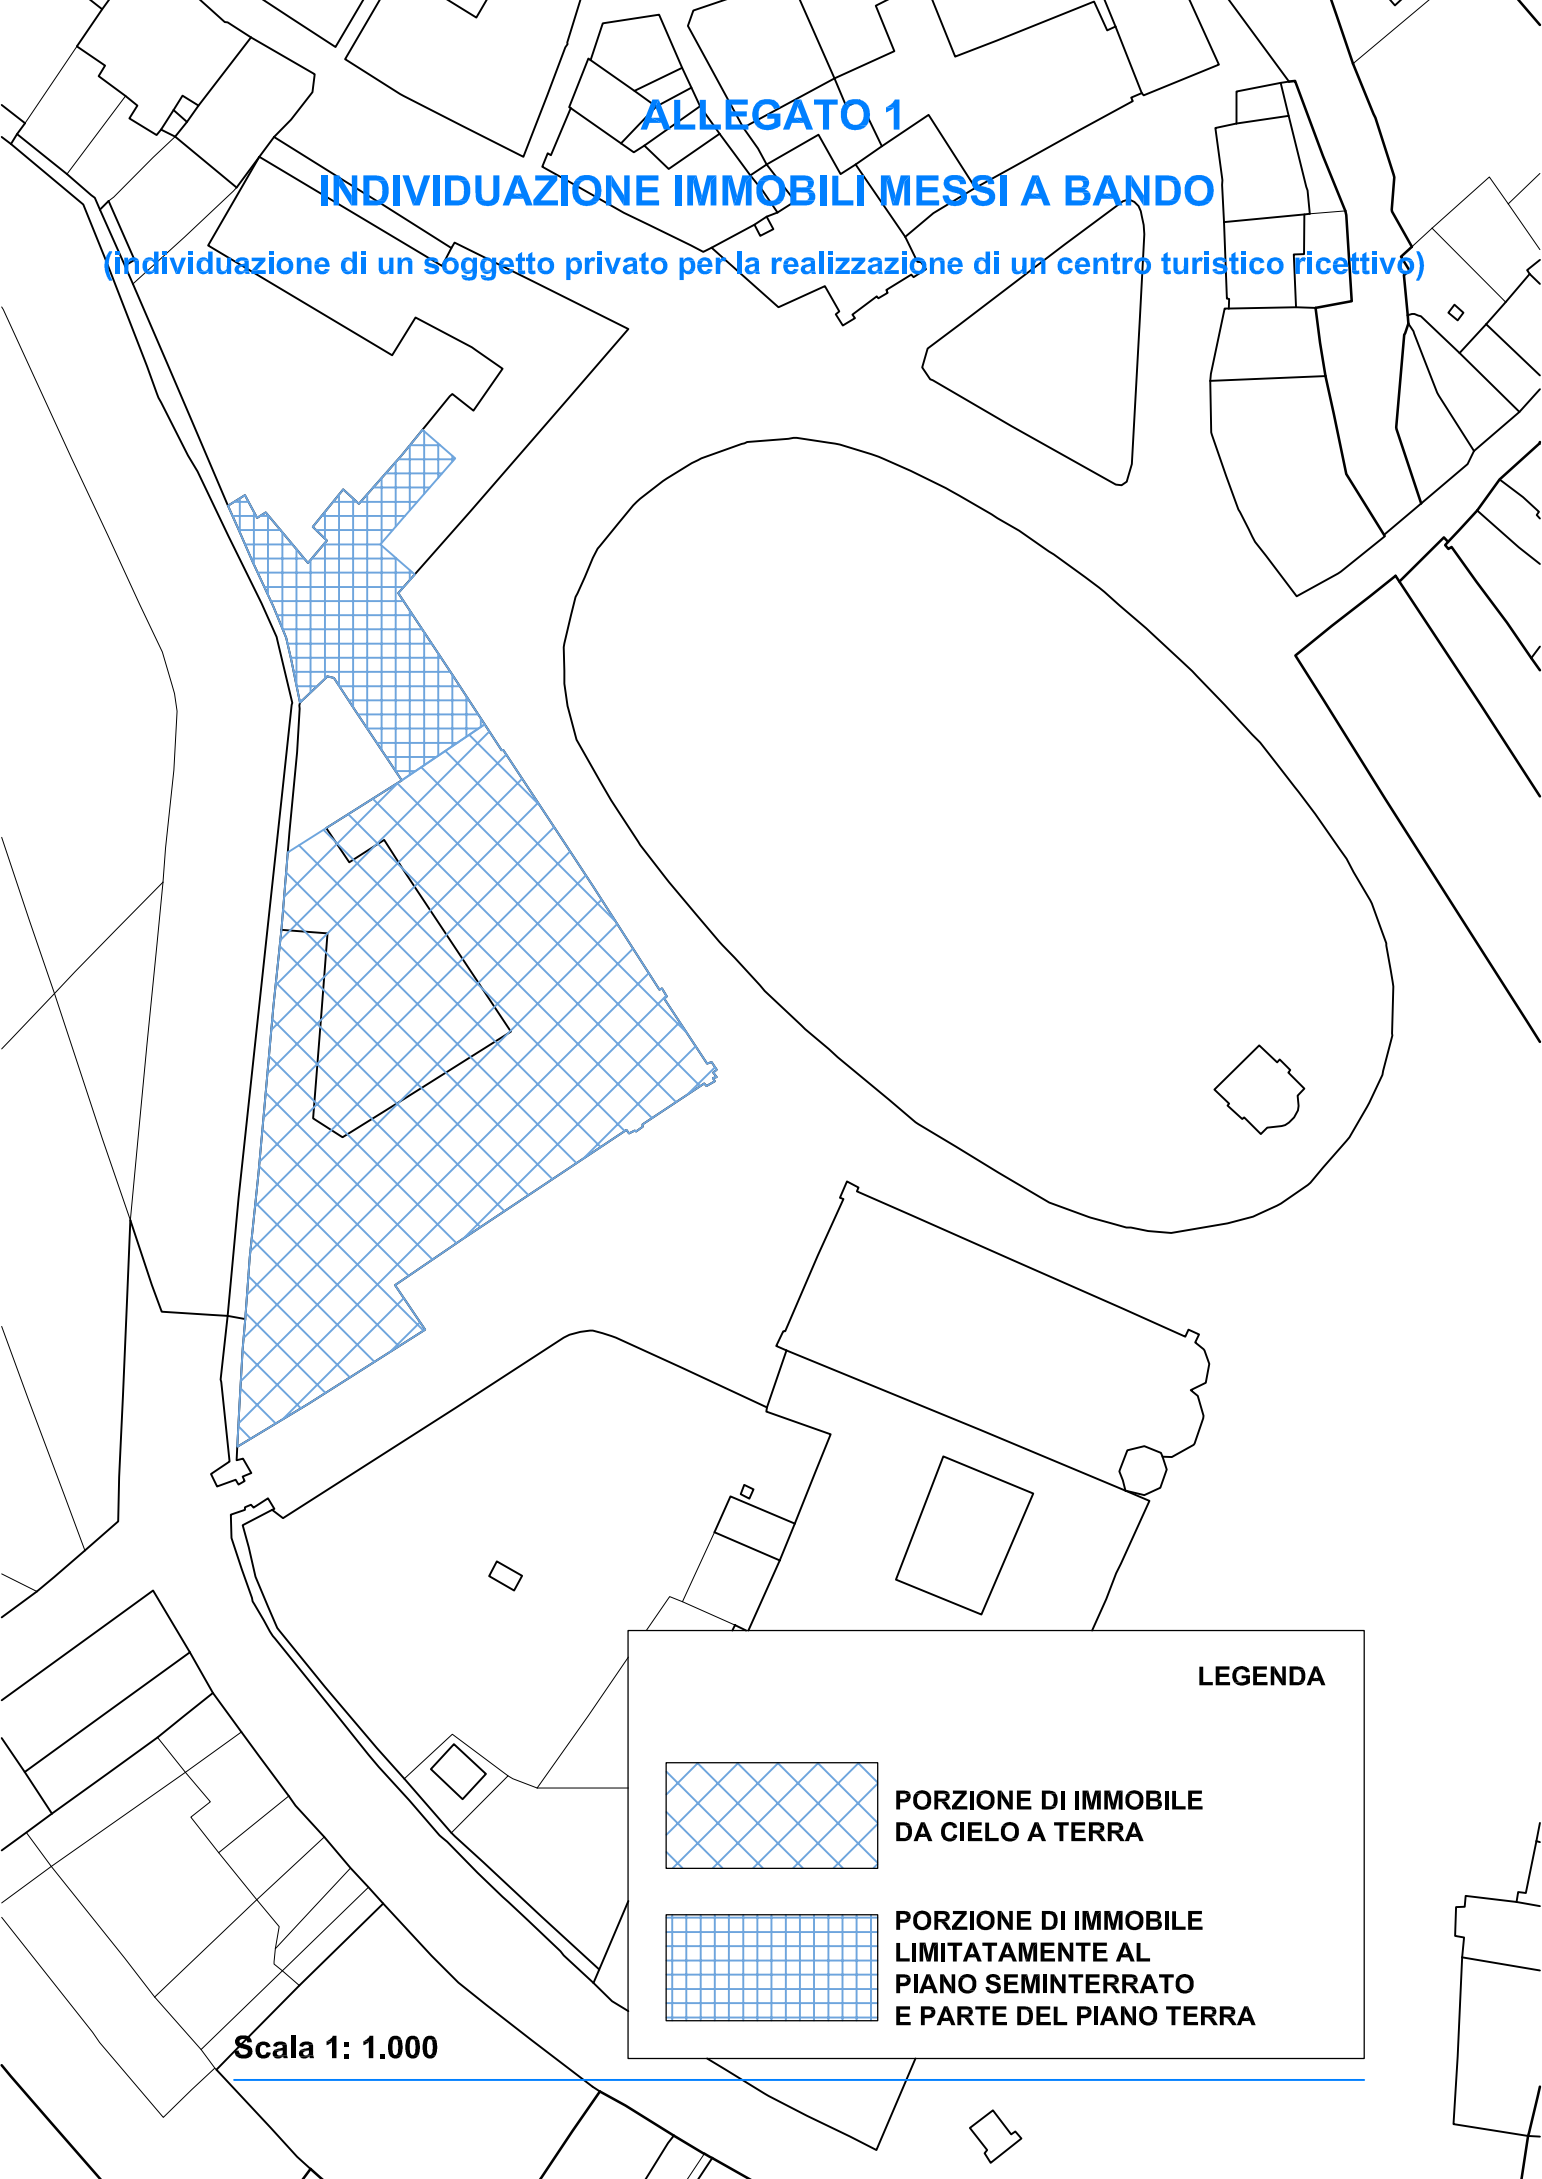 ALLEGATO 1
INDIVIDUAZIONE IMMOBILI MESSI A BANDO
(individuazione di un soggetto privato per la realizzazione di un centro turistico ricettivo)
LEGENDA
PORZIONE DI IMMOBILE
DA CIELO A TERRA
PORZIONE DI IMMOBILE
LIMITATAMENTE AL
PIANO SEMINTERRATO
E PARTE DEL PIANO TERRA
Scala 1: 1.000